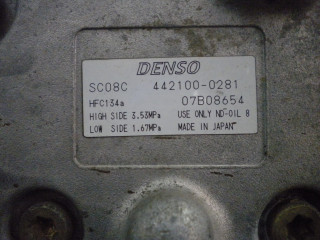 DENSO
SC08C 442100-0281
HFC134a 07B08654
HIGH SIDE 3.53MPa USE ONLY ND-OIL 8
LOW SIDE 1.67MPa MADE IN JAPAN